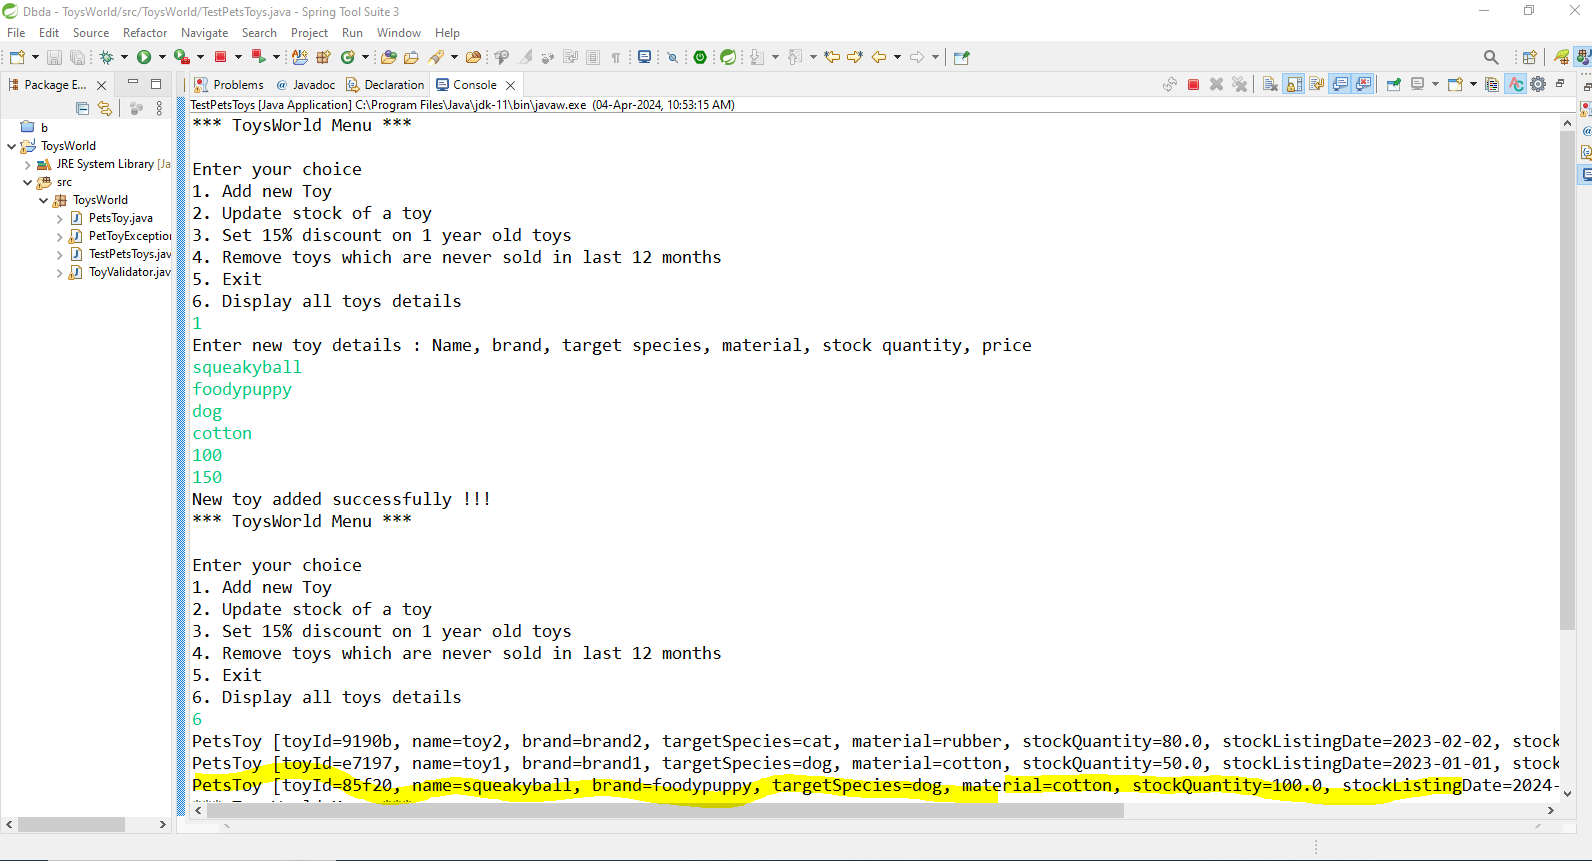 Dbda - ToysWorld/src/ToysWorld/TestPetsToys.java - Spring Tool Suite 3
File Edit Source Refactor Navigate Search Project Run Window Help
Package E...
b
ToysWorld
JRE System Library [Ja
src
ToysWorld
PetsToy.java
PetToyExceptior
TestPetsToys.jav
ToyValidator.jav
Problems @ Javadoc Declaration Console
TestPetsToys [Java Application] C:\Program Files\Java\jdk-11\bin\javaw.exe (04-Apr-2024, 10:53:15 AM)
*** ToysWorld Menu ***
Enter your choice
1. Add new Toy
2. Update stock of a toy
3. Set 15% discount on 1 year old toys
4. Remove toys which are never sold in last 12 months
5. Exit
6. Display all toys details
1
Enter new toy details : Name, brand, target species, material, stock quantity, price
squeakyball
foodypuppy
dog
cotton
100
150
New toy added successfully !!!
*** ToysWorld Menu ***
Enter your choice
1. Add new Toy
2. Update stock of a toy
3. Set 15% discount on 1 year old toys
4. Remove toys which are never sold in last 12 months
5. Exit
6. Display all toys details
6
PetsToy [toyId=9190b, name=toy2, brand=brand2, targetSpecies=cat, material=rubber, stockQuantity=80.0, stockListingDate=2023-02-02, stock
PetsToy [toyId=e7197, name=toy1, brand=brand1, targetSpecies=dog, material=cotton, stockQuantity=50.0, stockListingDate=2023-01-01, stoc
PetsToy [toyId=85f20, name=squeakyball, brand=foodypuppy, targetSpecies=dog, material=cotton, stockQuantity=100.0, stockListingDate=2024-